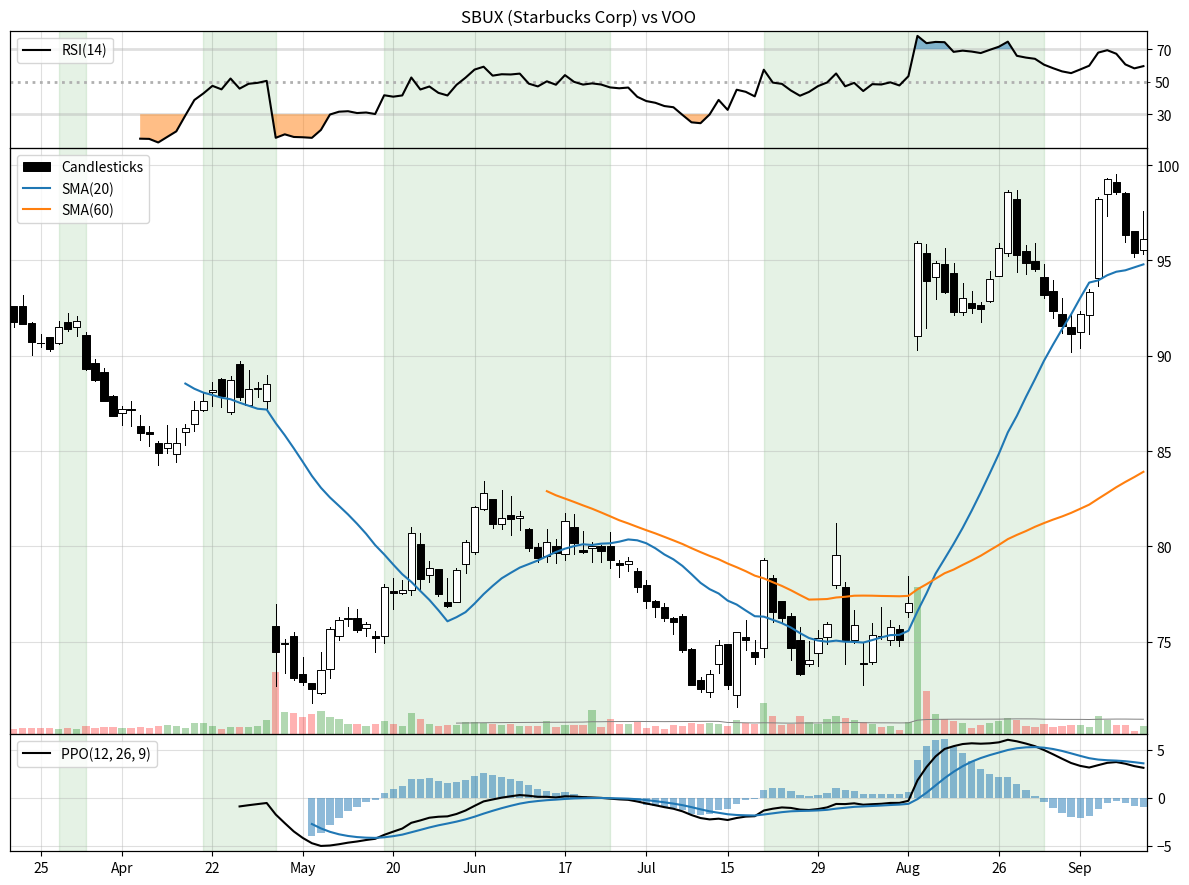 SBUX (Starbucks Corp) vs VOO
RSI(14)
70
50
30
Candlesticks
SMA(20)
SMA(60)
100
95
90
85
80
75
PPO(12, 26, 9)
5
0
−5
25 Apr 22 May 20 Jun 17 Jul 15 29 Aug 26 Sep